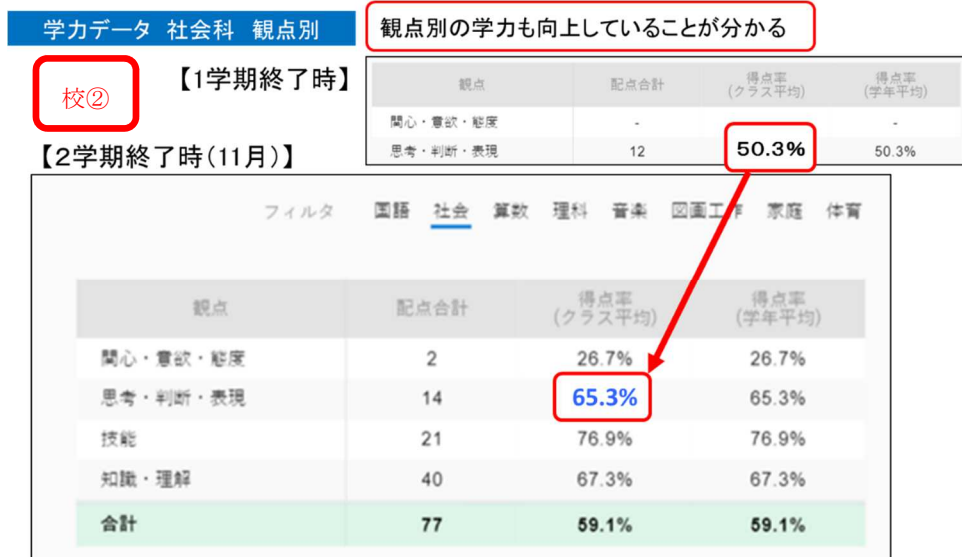 学力データ 社会科 観点別
観点別の学力も向上していることが分かる
校②
【1学期終了時】
観点 配点合計 得点率(クラス平均) 得点率(学年平均)
関心・意欲・態度 - -
思考・判断・表現 12 50.3% 50.3%
【2学期終了時(11月)】
フィルタ 国語 社会 算数 理科 音楽 図画工作 家庭 体育
観点 配点合計 得点率(クラス平均) 得点率(学年平均)
関心・意欲・態度 2 26.7% 26.7%
思考・判断・表現 14 65.3% 65.3%
技能 21 76.9% 76.9%
知識・理解 40 67.3% 67.3%
合計 77 59.1% 59.1%